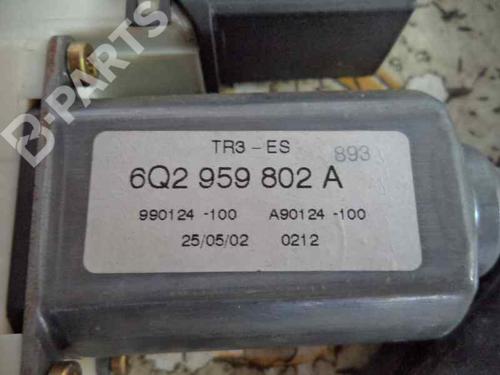 B-PARTS
TR3 - ES
893
6Q2 959 802 A
990124 -100 A90124 -100
25/05/02 0212